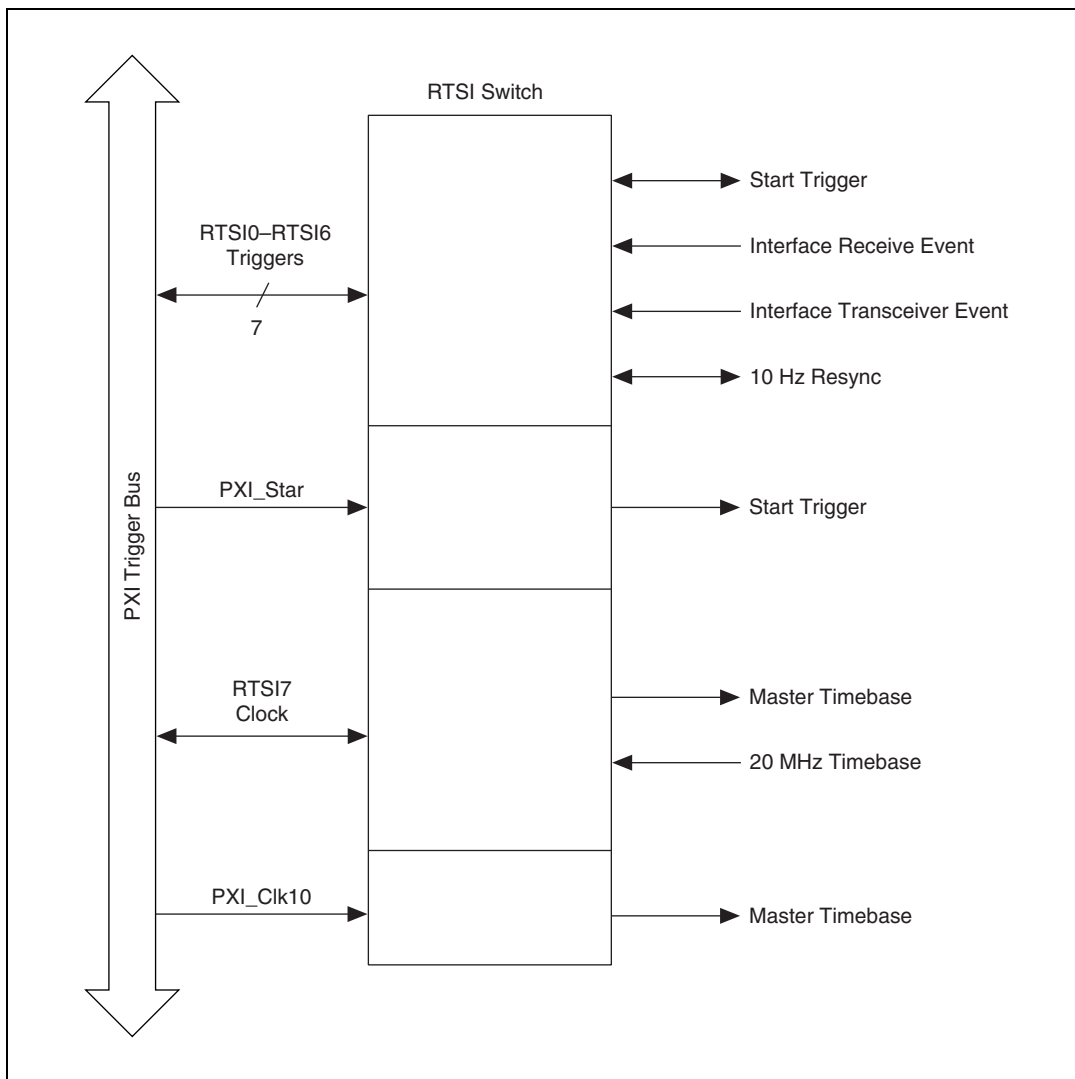 RTSI Switch
Start Trigger
RTSI0–RTSI6
Triggers
7
Interface Receive Event
Interface Transceiver Event
10 Hz Resync
PXI Trigger Bus
PXI_Star
Start Trigger
RTSI7
Clock
Master Timebase
20 MHz Timebase
PXI_Clk10
Master Timebase